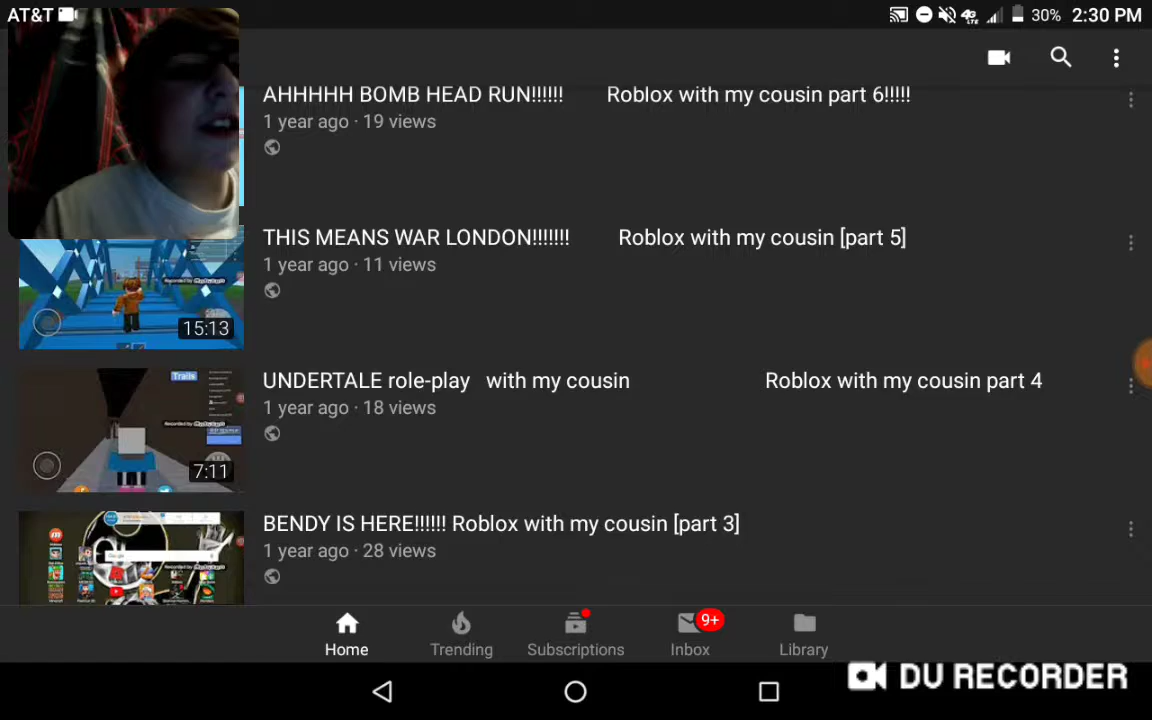 AT&T 30% 2:30 PM
AHHHHH BOMB HEAD RUN!!!!!! Roblox with my cousin part 6!!!!!
1 year ago · 19 views
THIS MEANS WAR LONDON!!!!!!! Roblox with my cousin [part 5]
1 year ago · 11 views
15:13
UNDERTALE role-play with my cousin Roblox with my cousin part 4
1 year ago · 18 views
Trails
7:11
BENDY IS HERE!!!!!! Roblox with my cousin [part 3]
1 year ago · 28 views
Home Trending Subscriptions Inbox 9+ Library
DU RECORDER